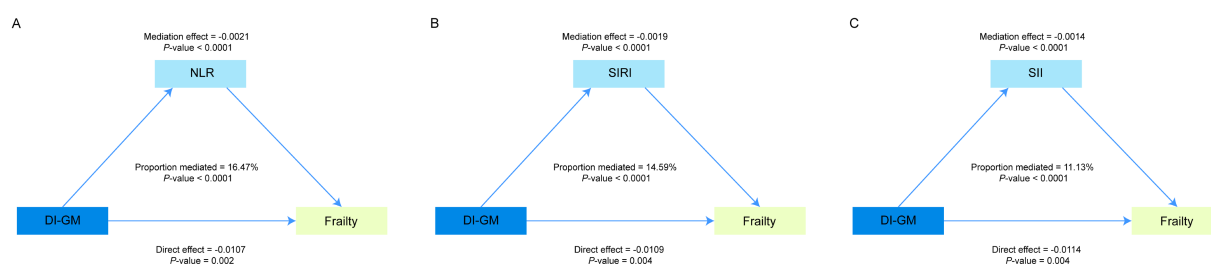 A
Mediation effect = -0.0021
P-value < 0.0001
NLR
Proportion mediated = 16.47%
P-value < 0.0001
DI-GM
Frailty
Direct effect = -0.0107
P-value = 0.002
B
Mediation effect = -0.0019
P-value < 0.0001
SIRI
Proportion mediated = 14.59%
P-value < 0.0001
DI-GM
Frailty
Direct effect = -0.0109
P-value = 0.004
C
Mediation effect = -0.0014
P-value < 0.0001
SII
Proportion mediated = 11.13%
P-value < 0.0001
DI-GM
Frailty
Direct effect = -0.0114
P-value = 0.004